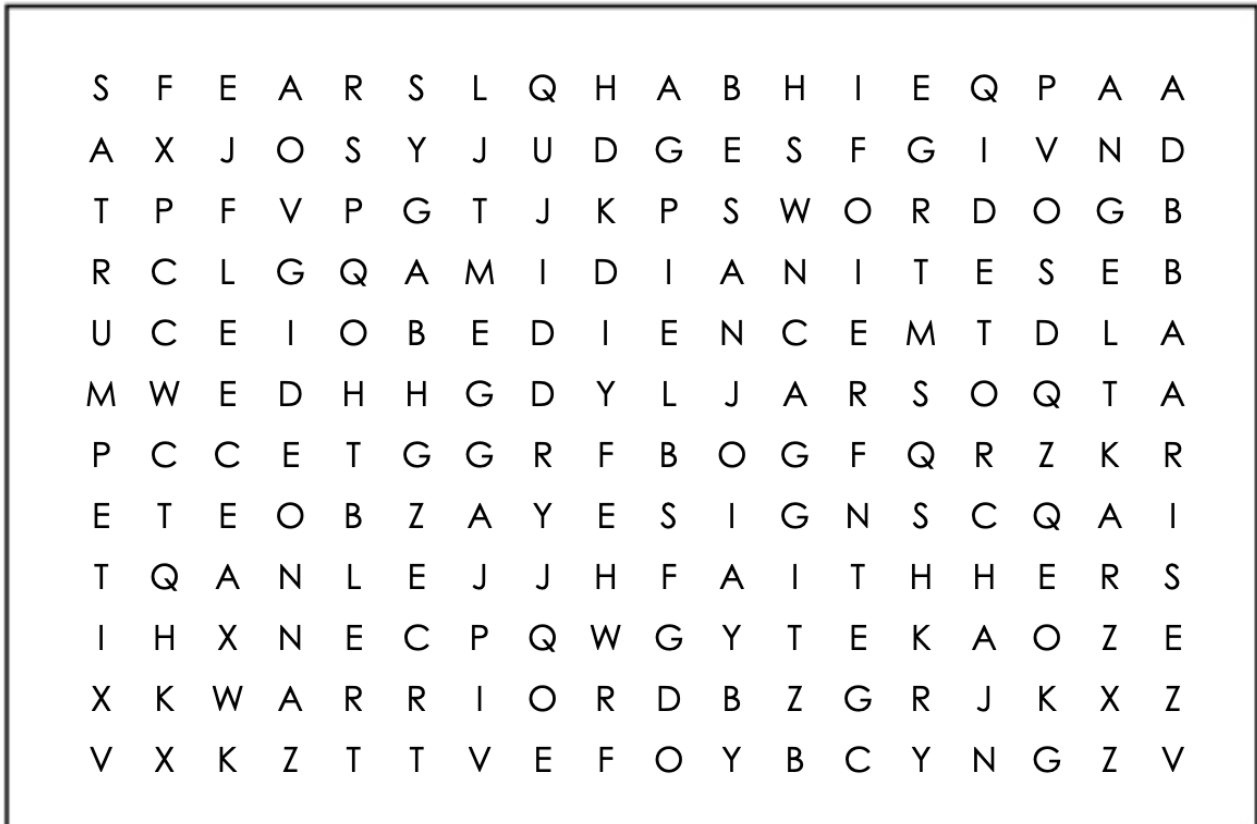 S F E A R S L Q H A B H I E Q P A A
A X J O S Y J U D G E S F G I V N D
T P F V P G T J K P S W O R D O G B
R C L G Q A M I D I A N I T E S E B
U C E I O B E D I E N C E M T D L A
M W E D H H G D Y L J A R S O Q T A
P C C E T G G R F B O G F Q R Z K R
E T E O B Z A Y E S I G N S C Q A I
T Q A N L E J J H F A I T H H E R S
I H X N E C P Q W G Y T E K A O Z E
X K W A R R I O R D B Z G R J K X Z
V X K Z T T V E F O Y B C Y N G Z V